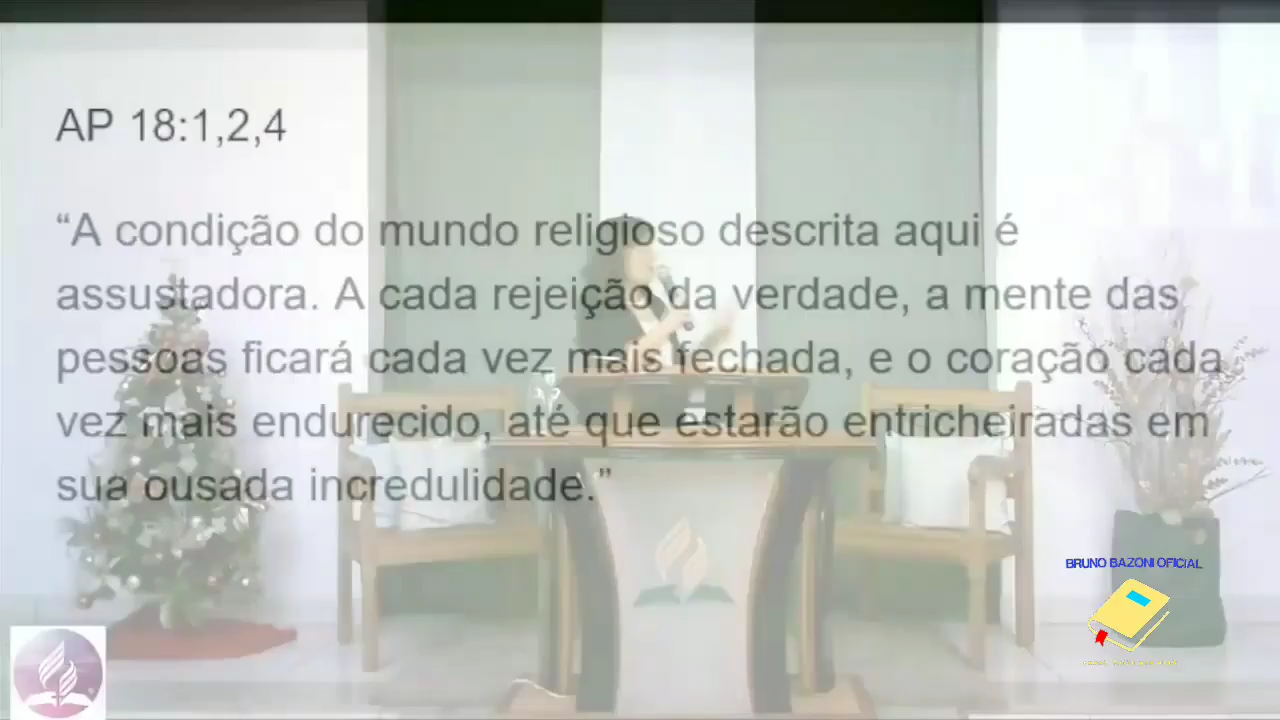 AP 18:1,2,4
“A condição do mundo religioso descrita aqui é
assustadora. A cada rejeição da verdade, a mente das
pessoas ficará cada vez mais fechada, e o coração cada
vez mais endurecido, até que estarão entricheiradas em
sua ousada incredulidade.”
BRUNO BAZONI OFICIAL